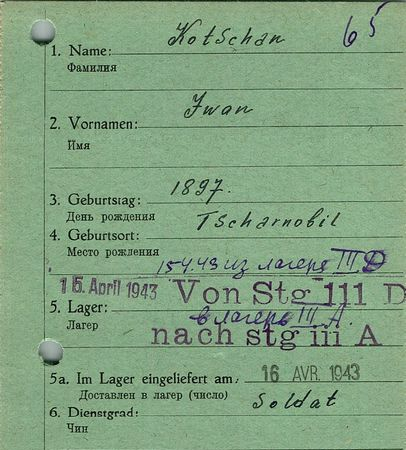 65
1. Name: Kotschan
Фамилия
2. Vornamen: Iwan
Имя
3. Geburtstag: 1897.
День рождения
4. Geburtsort: Tscharnobil
Место рождения
15 4.43 из лагеря III D
15. April 1943 Von Stg 111 D
5. Lager: в лагерь III A.
Лагер
nach stg iii A
5a. Im Lager eingeliefert am: 16 AVR. 1943
Доставлен в лагер (число)
6. Dienstgrad: Soldat
Чин